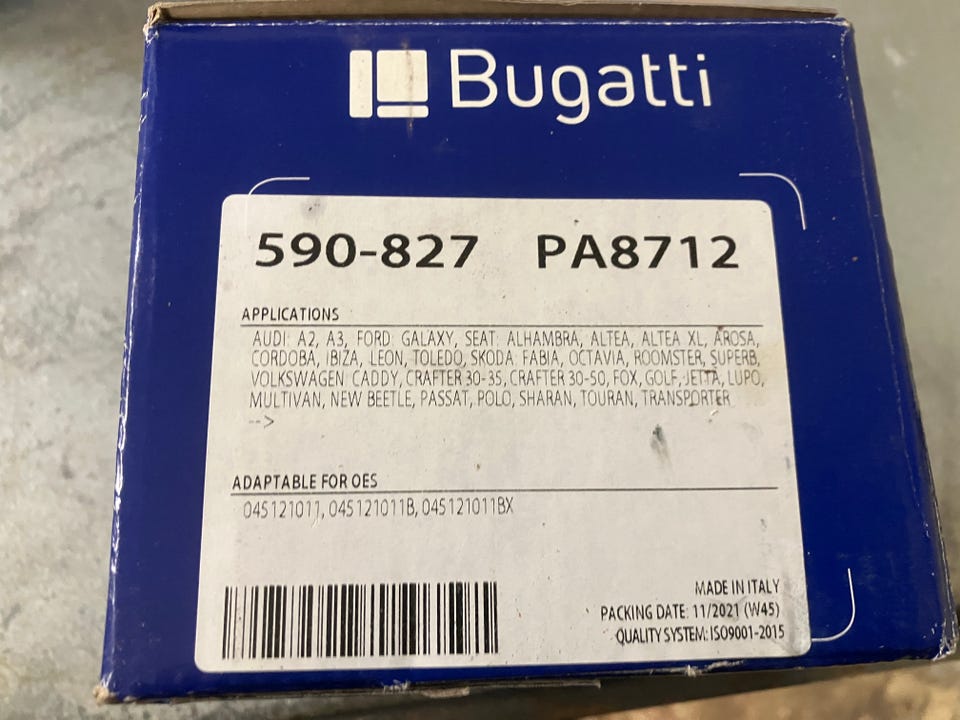 Bugatti
590-827 PA8712
APPLICATIONS
AUDI: A2, A3, FORD: GALAXY, SEAT: ALHAMBRA, ALTEA, ALTEA XL, AROSA,
CORDOBA, IBIZA, LEON, TOLEDO, SKODA: FABIA, OCTAVIA, ROOMSTER, SUPERB,
VOLKSWAGEN: CADDY, CRAFTER 30-35, CRAFTER 30-50, FOX, GOLF, JETTA, LUPO,
MULTIVAN, NEW BEETLE, PASSAT, POLO, SHARAN, TOURAN, TRANSPORTER
-->
ADAPTABLE FOR OES
045121011, 045121011B, 045121011BX
MADE IN ITALY
PACKING DATE: 11/2021 (W45)
QUALITY SYSTEM: ISO9001-2015